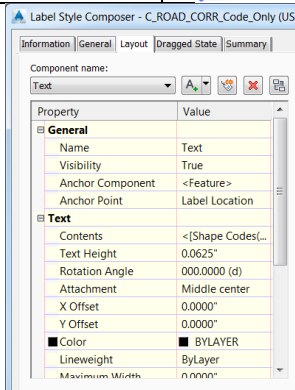 Label Style Composer - C_ROAD_CORR_Code_Only (US
Information General Layout Dragged State Summary
Component name:
Text
Property Value
General
Name Text
Visibility True
Anchor Component <Feature>
Anchor Point Label Location
Text
Contents <[Shape Codes(...
Text Height 0.0625"
Rotation Angle 000.0000 (d)
Attachment Middle center
X Offset 0.0000"
Y Offset 0.0000"
Color BYLAYER
Lineweight ByLayer
Maximum Width 0.0000"